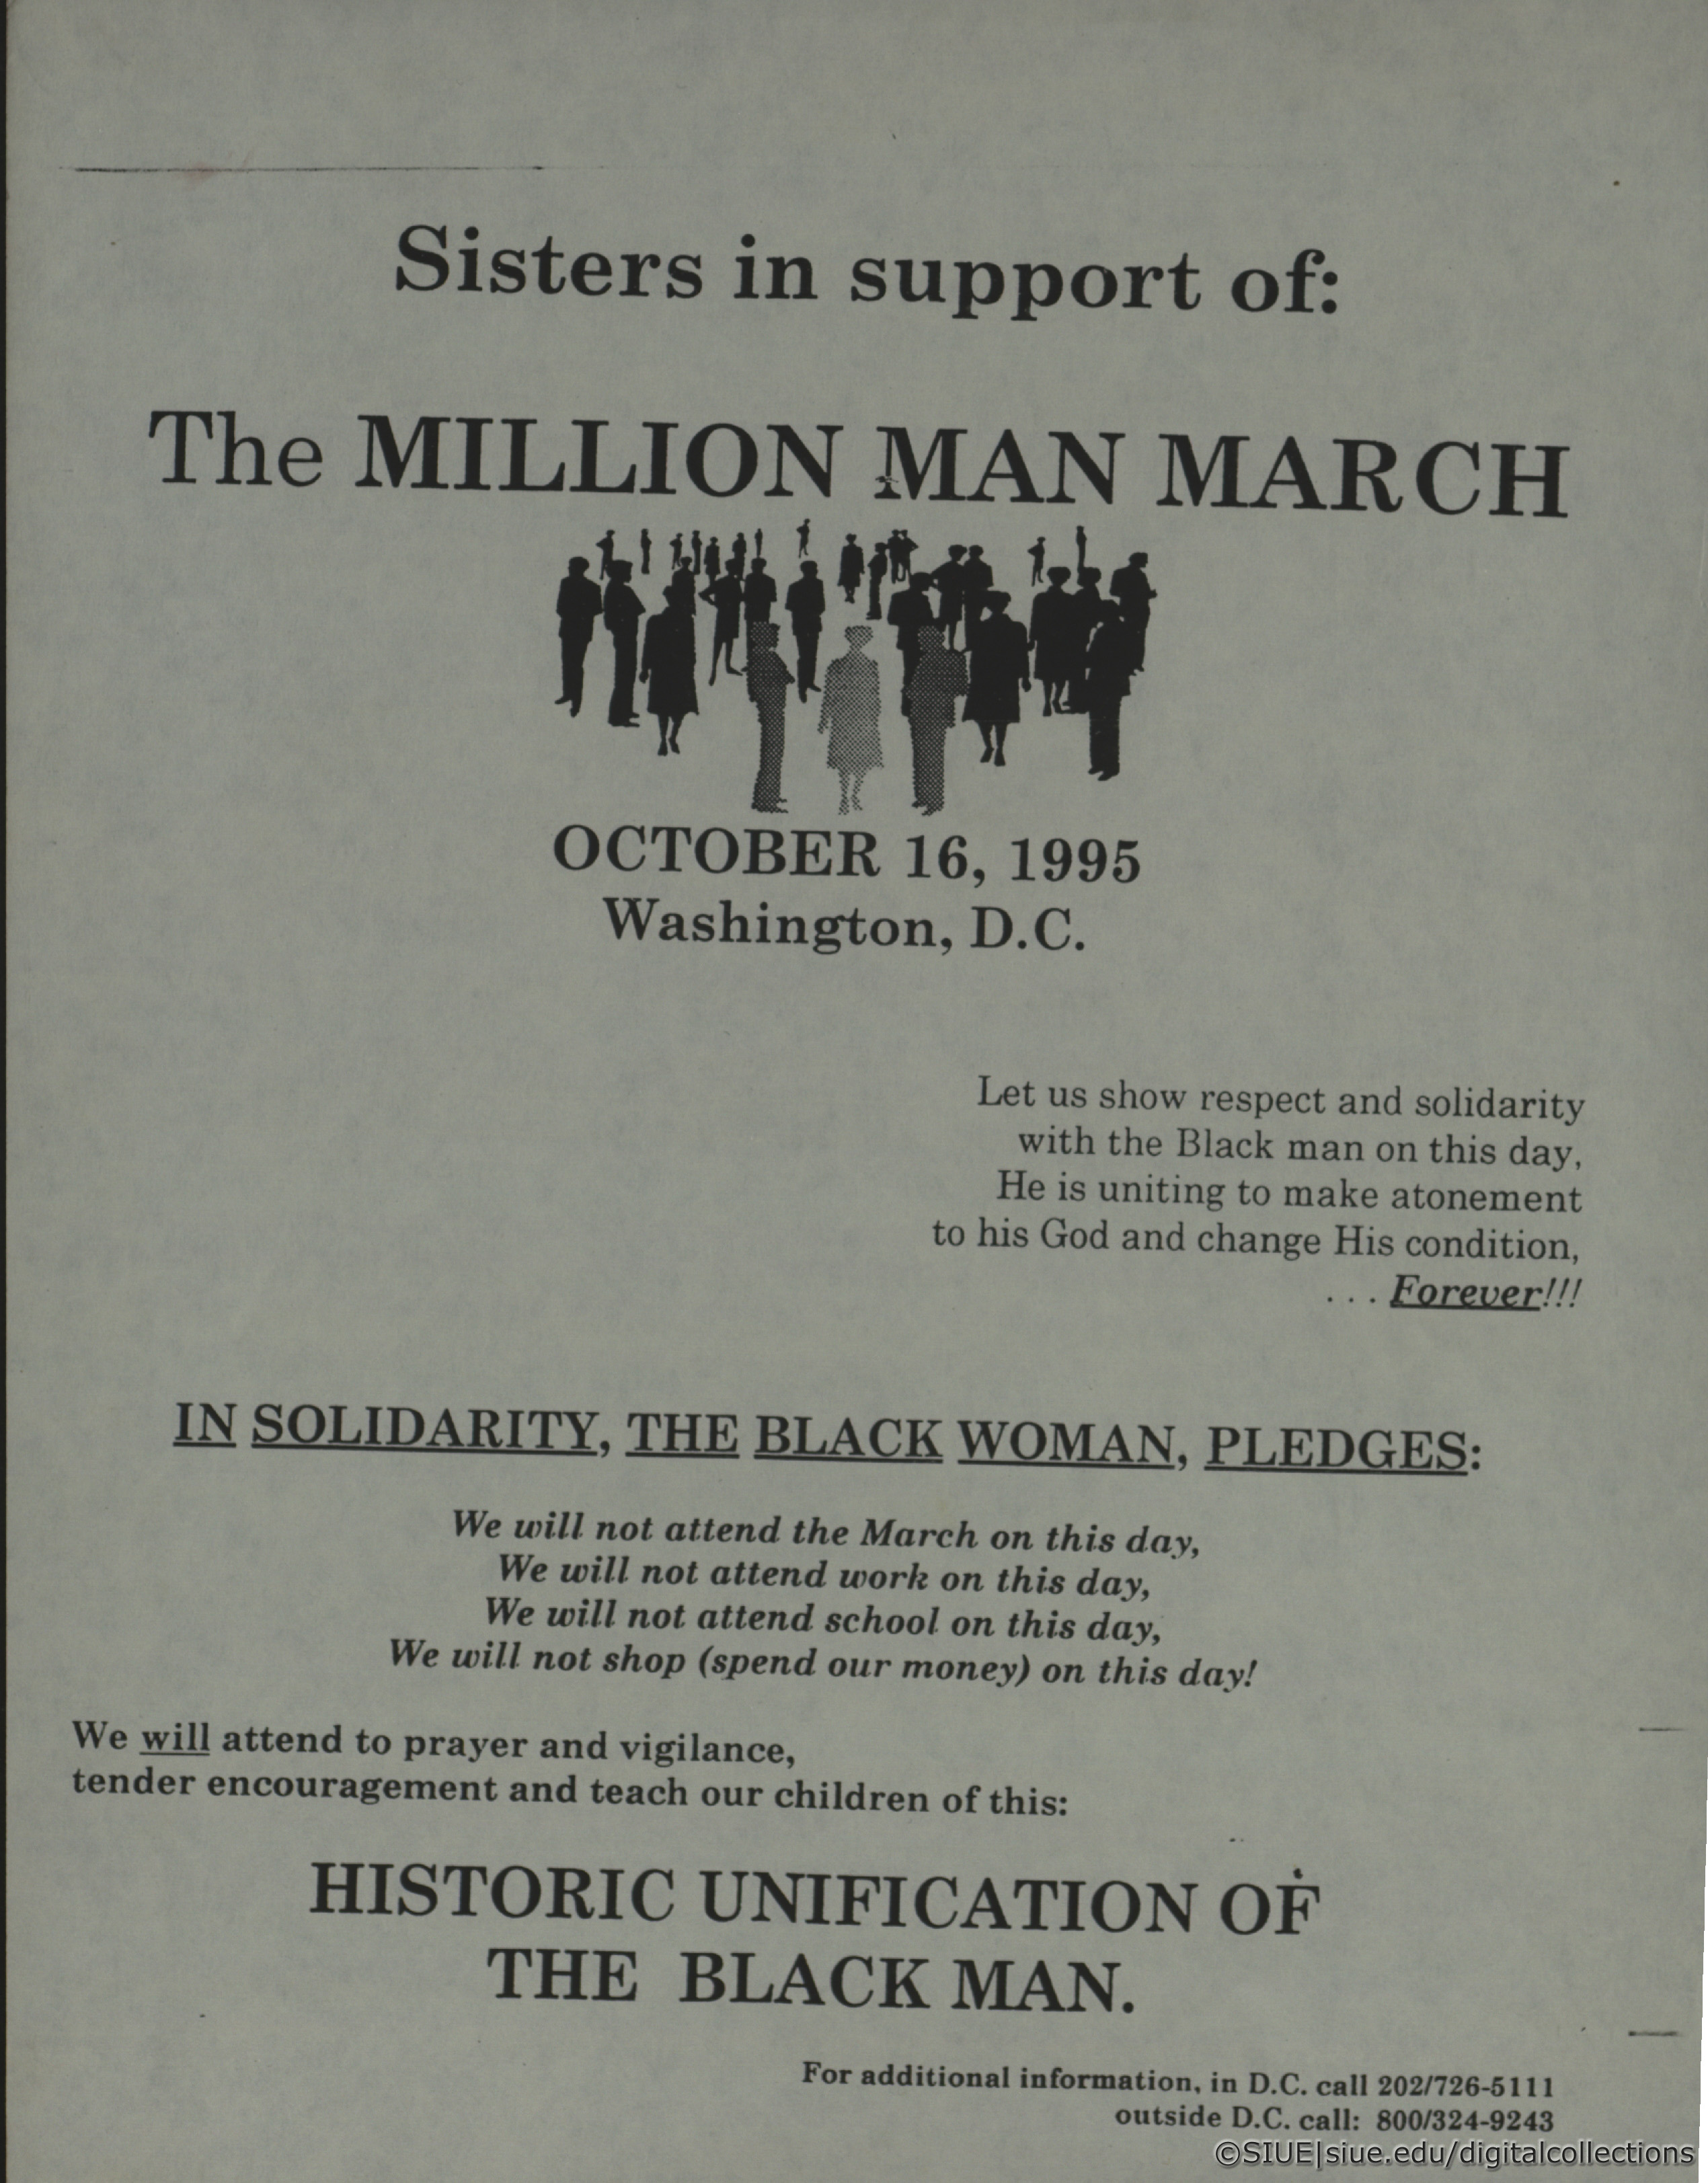 Sisters in support of:
The MILLION MAN MARCH
OCTOBER 16, 1995
Washington, D.C.
Let us show respect and solidarity
with the Black man on this day,
He is uniting to make atonement
to his God and change His condition,
. . . Forever!!!
IN SOLIDARITY, THE BLACK WOMAN, PLEDGES:
We will not attend the March on this day,
We will not attend work on this day,
We will not attend school on this day,
We will not shop (spend our money) on this day!
We will attend to prayer and vigilance,
tender encouragement and teach our children of this:
HISTORIC UNIFICATION OF
THE BLACK MAN.
For additional information, in D.C. call 202/726-5111
outside D.C. call: 800/324-9243
©SIUE|siue.edu/digitalcollections